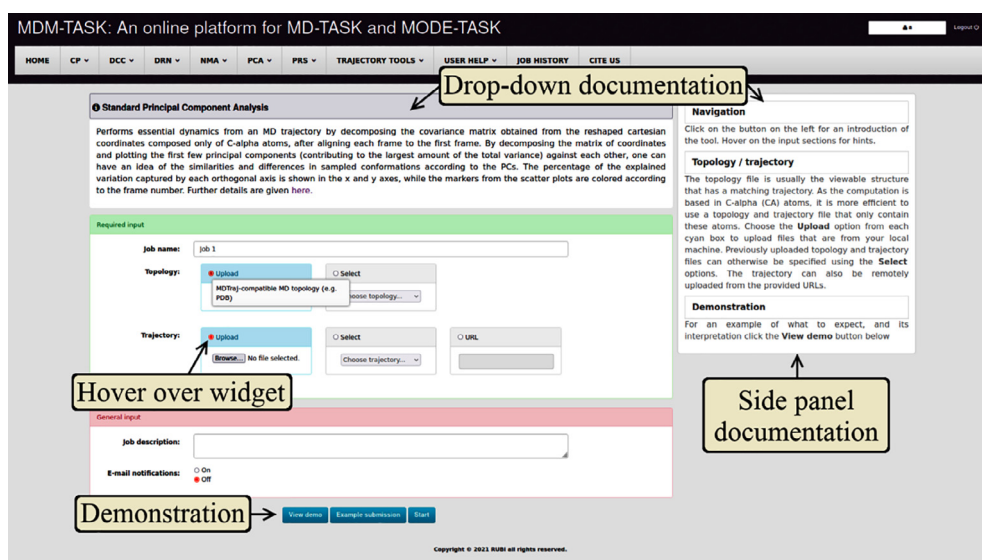 MDM-TASK: An online platform for MD-TASK and MODE-TASK
Logout
HOME CP DCC DRN NMA PCA PRS TRAJECTORY TOOLS USER HELP JOB HISTORY CITE US
Drop-down documentation
Standard Principal Component Analysis
Performs essential dynamics from an MD trajectory by decomposing the covariance matrix obtained from the reshaped cartesian
coordinates composed only of C-alpha atoms, after aligning each frame to the first frame. By decomposing the matrix of coordinates
and plotting the first few principal components (contributing to the largest amount of the total variance) against each other, one can
have an idea of the similarities and differences in sampled conformations according to the PCs. The percentage of the explained
variation captured by each orthogonal axis is shown in the x and y axes, while the markers from the scatter plots are colored according
to the frame number. Further details are given here.
Navigation
Click on the button on the left for an introduction of
the tool. Hover on the input sections for hints.
Topology / trajectory
The topology file is usually the viewable structure
that has a matching trajectory. As the computation is
based in C-alpha (CA) atoms, it is more efficient to
use a topology and trajectory file that only contain
these atoms. Choose the Upload option from each
cyan box to upload files that are from your local
machine. Previously uploaded topology and trajectory
files can otherwise be specified using the Select
options. The trajectory can also be remotely
uploaded from the provided URLs.
Demonstration
For an example of what to expect, and its
interpretation click the View demo button below
Side panel
documentation
Required input
Job name: Job 1
Topology: Upload Select
MDTraj-compatible MD topology (e.g.
PDB)
hoose topology...
Trajectory: Upload Select URL
Browse... No file selected. Choose trajectory...
Hover over widget
General input
Job description:
E-mail notifications: On
Off
Demonstration
View demo Example submission Start
Copyright © 2021 RUBI all rights reserved.